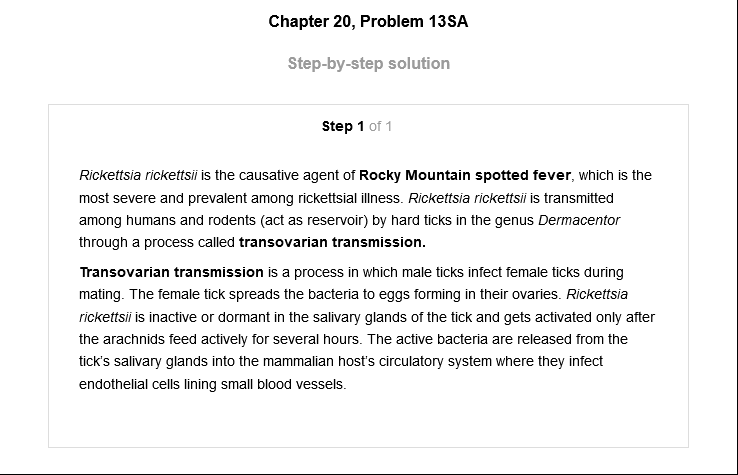 Chapter 20, Problem 13SA
Step-by-step solution
Step 1 of 1
Rickettsia rickettsii is the causative agent of Rocky Mountain spotted fever, which is the
most severe and prevalent among rickettsial illness. Rickettsia rickettsii is transmitted
among humans and rodents (act as reservoir) by hard ticks in the genus Dermacentor
through a process called transovarian transmission.
Transovarian transmission is a process in which male ticks infect female ticks during
mating. The female tick spreads the bacteria to eggs forming in their ovaries. Rickettsia
rickettsii is inactive or dormant in the salivary glands of the tick and gets activated only after
the arachnids feed actively for several hours. The active bacteria are released from the
tick's salivary glands into the mammalian host's circulatory system where they infect
endothelial cells lining small blood vessels.